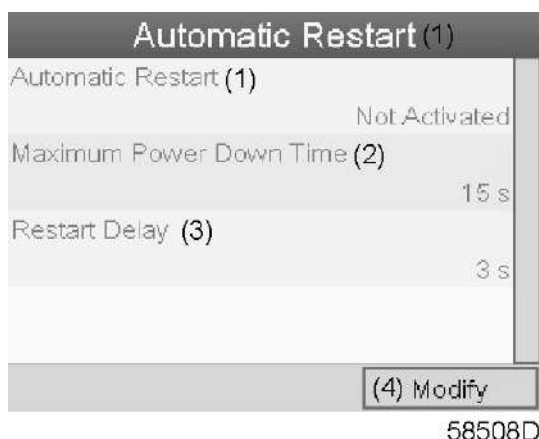 Automatic Restart (1)
Automatic Restart (1)
Not Activated
Maximum Power Down Time (2)
15 s
Restart Delay (3)
3 s
(4) Modify
58508D